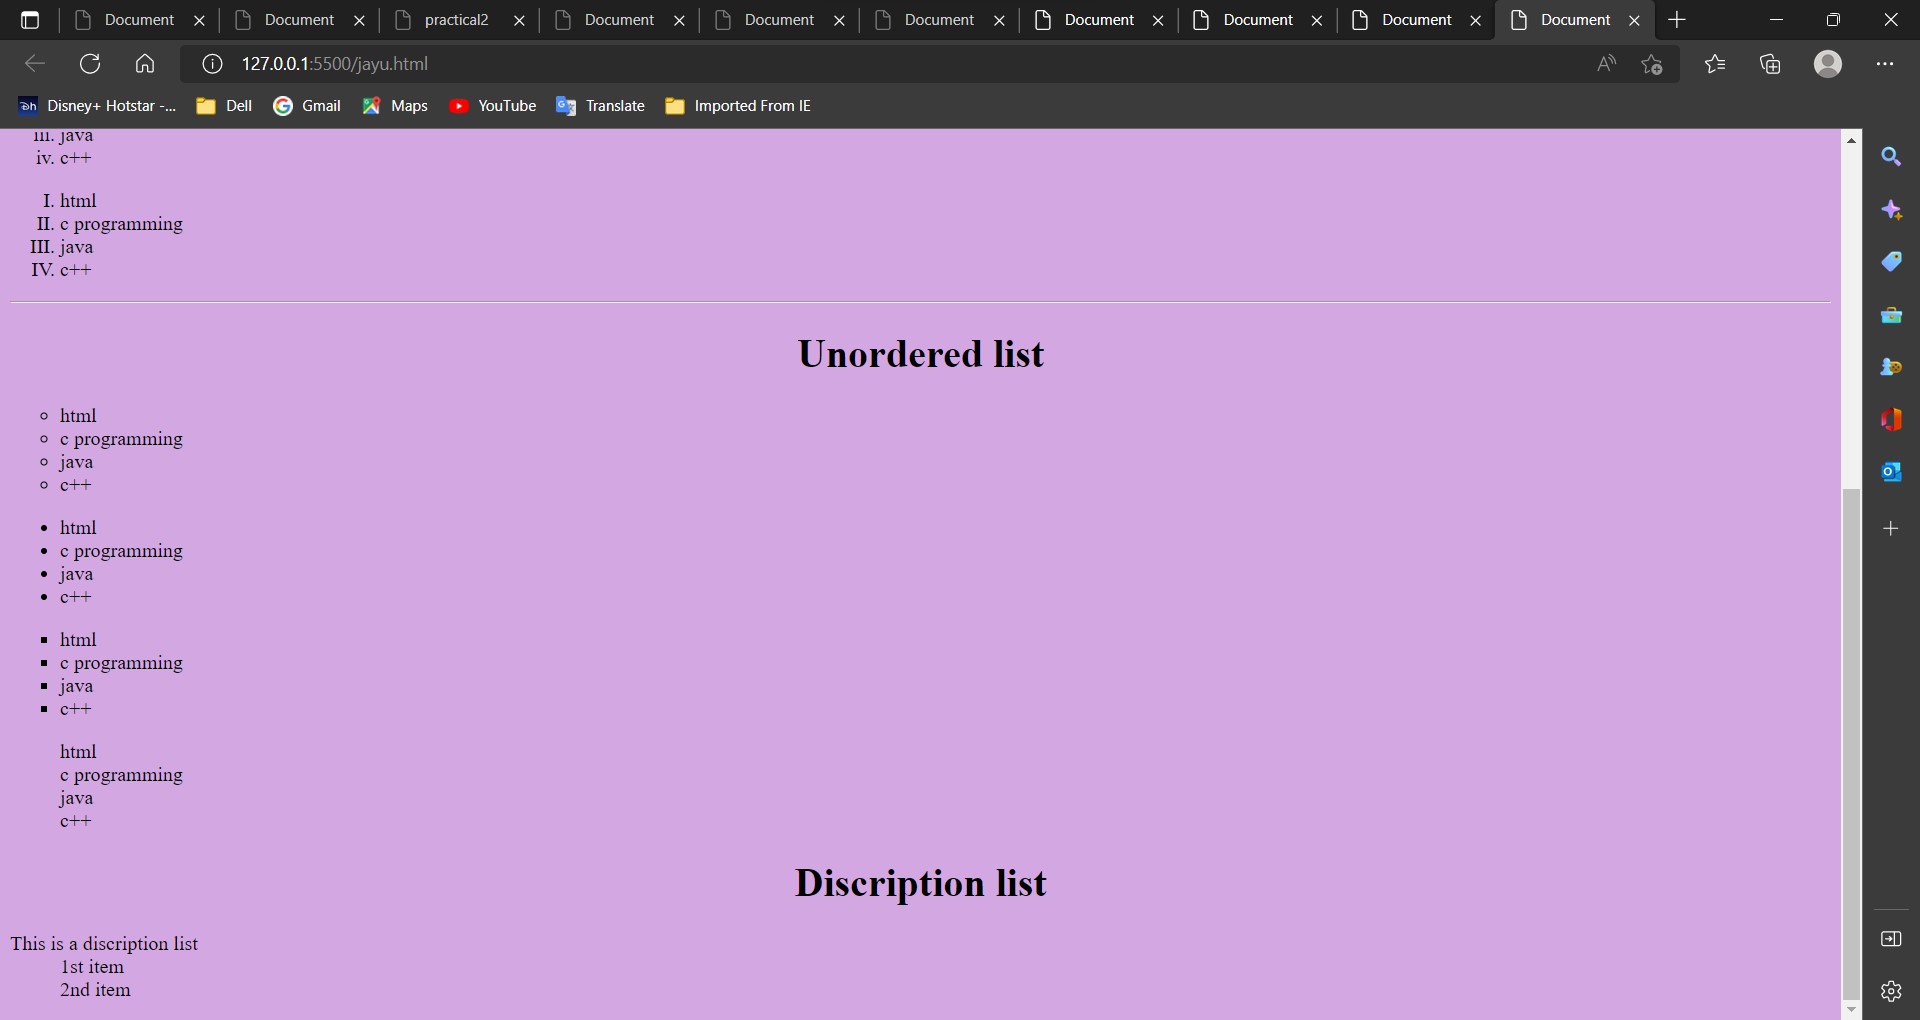 Document
Document
practical2
Document
Document
Document
Document
Document
Document
Document
127.0.0.1:5500/jayu.html
Disney+ Hotstar -...
Dell
Gmail
Maps
YouTube
Translate
Imported From IE
iii. java
iv. c++
I. html
II. c programming
III. java
IV. c++
Unordered list
html
c programming
java
c++
html
c programming
java
c++
html
c programming
java
c++
html
c programming
java
c++
Discription list
This is a discription list
1st item
2nd item